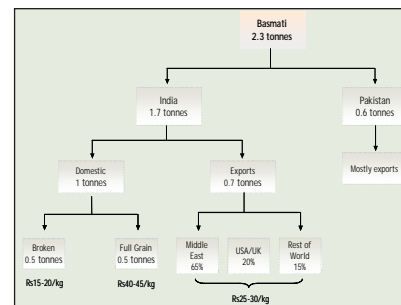 Basmati
2.3 tonnes
India
1.7 tonnes
Pakistan
0.6 tonnes
Domestic
1 tonnes
Exports
0.7 tonnes
Mostly exports
Broken
0.5 tonnes
Full Grain
0.5 tonnes
Middle
East
65%
USA/UK
20%
Rest of
World
15%
Rs15-20/kg
Rs40-45/kg
Rs25-30/kg